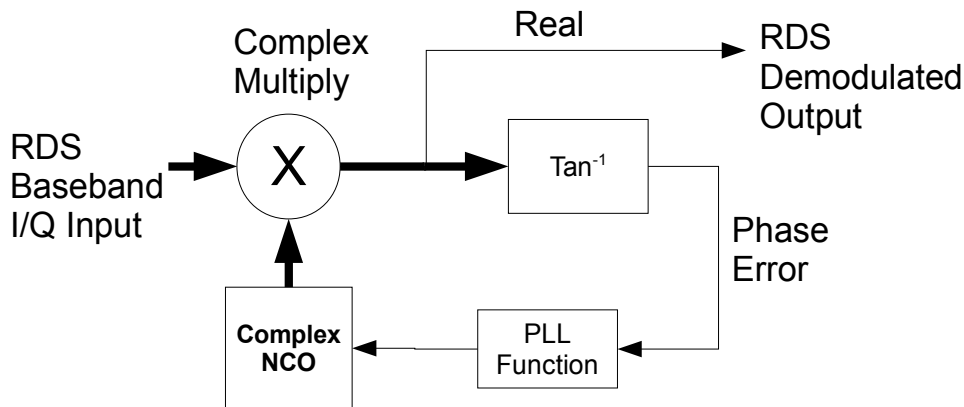 Complex
Multiply
Real
RDS
Demodulated
Output
RDS
Baseband
I/Q Input
X
Tan⁻¹
Phase
Error
Complex
NCO
PLL
Function